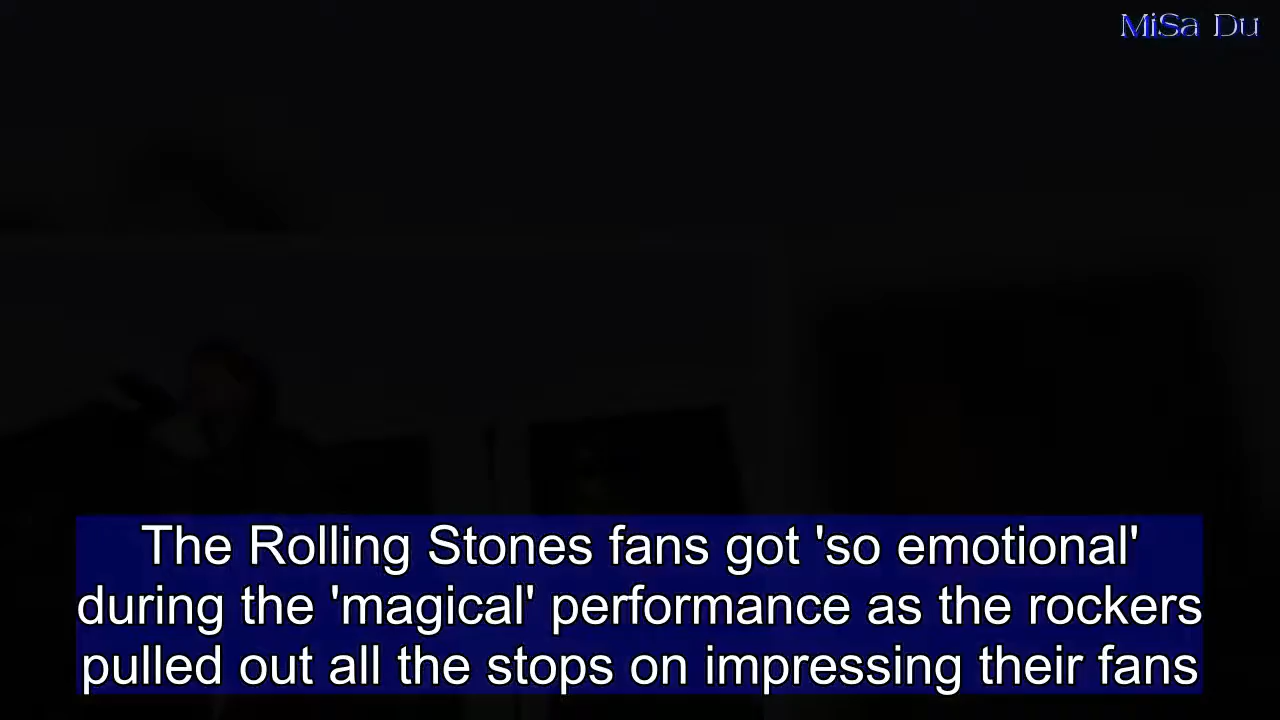 MiSa Du
The Rolling Stones fans got 'so emotional'
during the 'magical' performance as the rockers
pulled out all the stops on impressing their fans